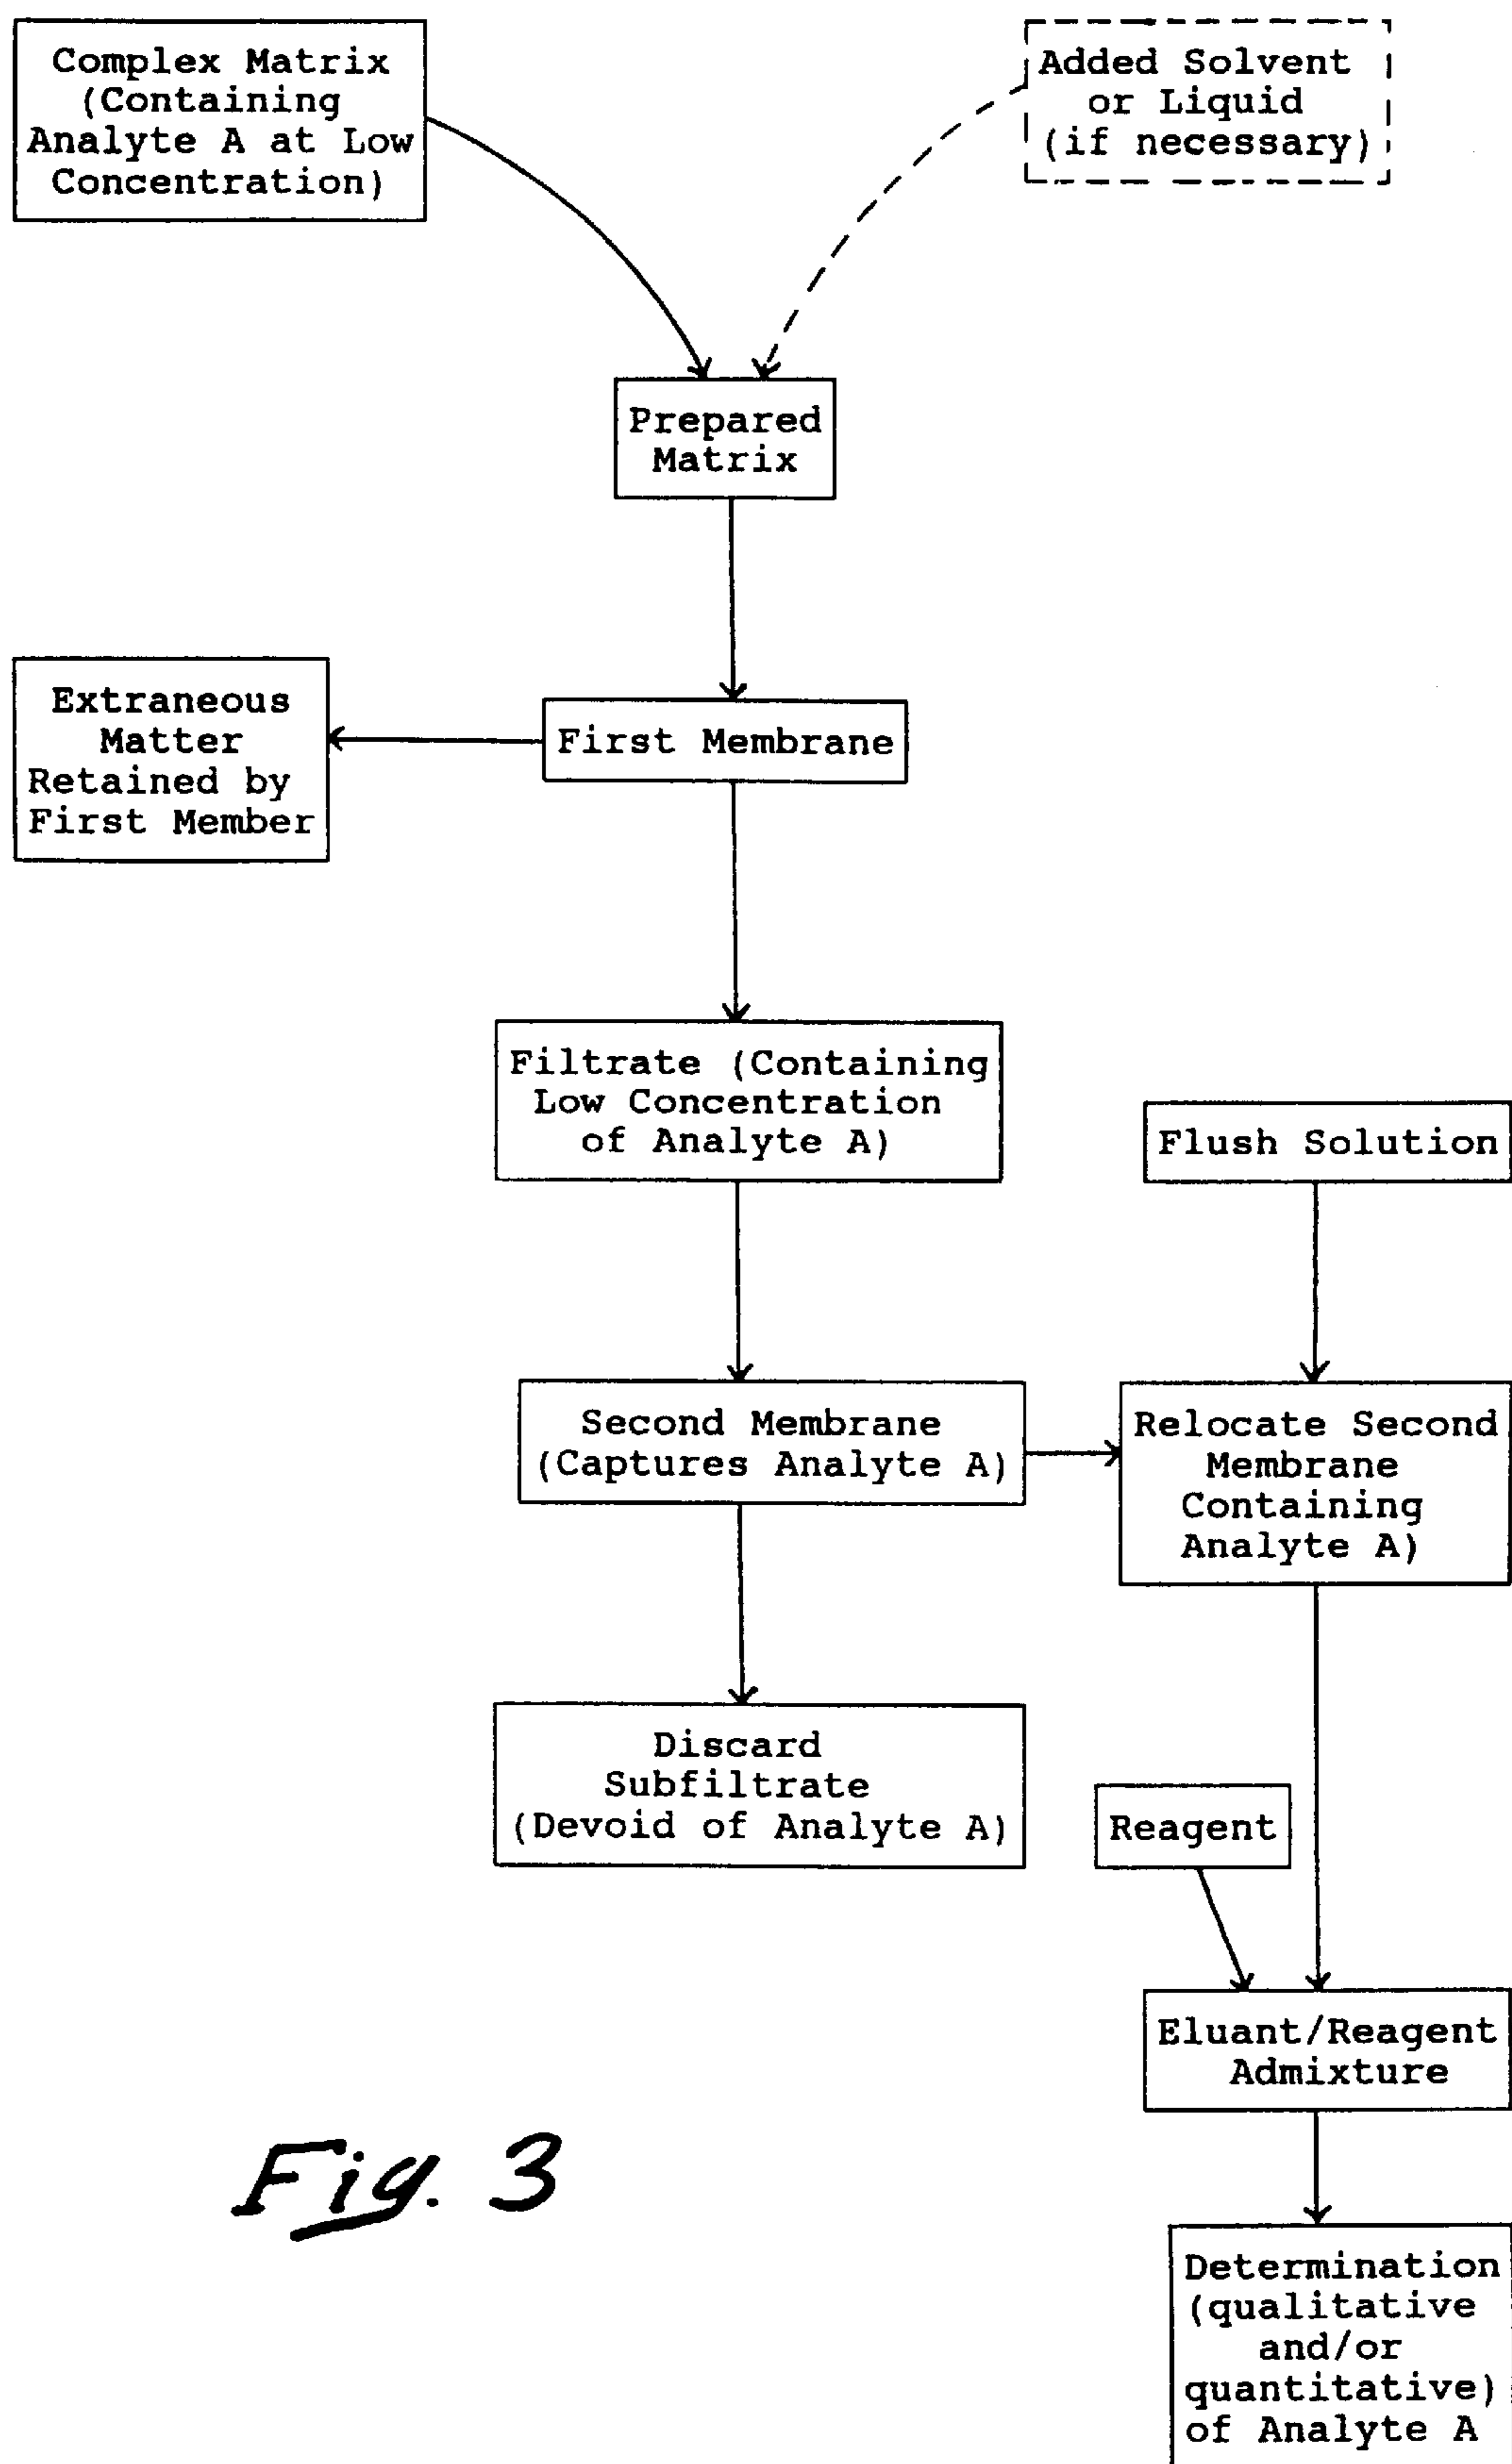 Complex Matrix
(Containing
Analyte A at Low
Concentration)
Added Solvent
or Liquid
(if necessary)
Prepared
Matrix
Extraneous
Matter
Retained by
First Member
First Membrane
Filtrate (Containing
Low Concentration
of Analyte A)
Flush Solution
Second Membrane
(Captures Analyte A)
Relocate Second
Membrane
Containing
Analyte A)
Discard
Subfiltrate
(Devoid of Analyte A)
Reagent
Eluant/Reagent
Admixture
Determination
(qualitative
and/or
quantitative)
of Analyte A
Fig. 3